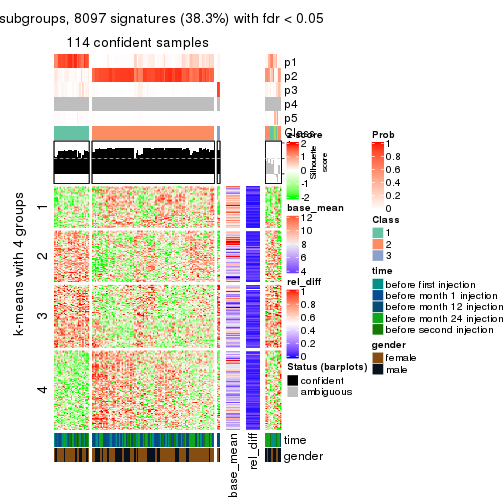 subgroups, 8097 signatures (38.3%) with fdr < 0.05
114 confident samples
p1
p2
p3
p4
p5
Class
Silhouette
score
k-means with 4 groups
1
2
3
4
time
gender
base_mean
rel_diff
z-score
2
1
0
-1
-2
base_mean
12
10
8
6
4
rel_diff
1
0.8
0.6
0.4
0.2
0
Status (barplots)
confident
ambiguous
Prob
1
0.8
0.6
0.4
0.2
0
Class
1
2
3
time
before first injection
before month 1 injection
before month 12 injection
before month 24 injection
before second injection
gender
female
male